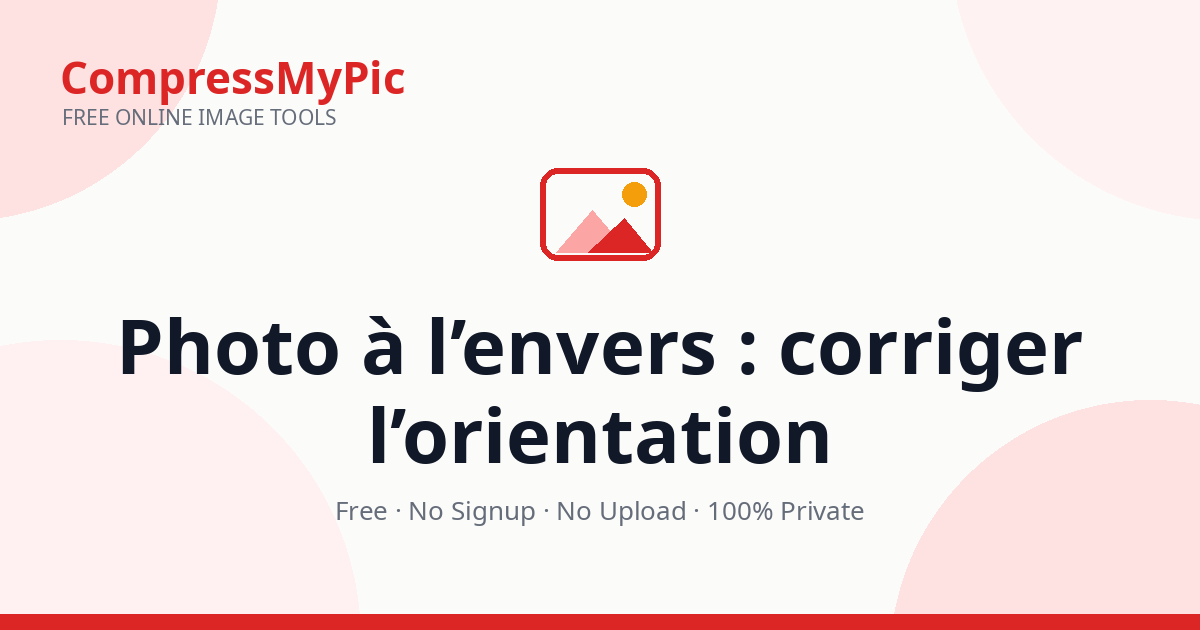 CompressMyPic
FREE ONLINE IMAGE TOOLS
Photo à l’envers : corriger
l’orientation
Free · No Signup · No Upload · 100% Private